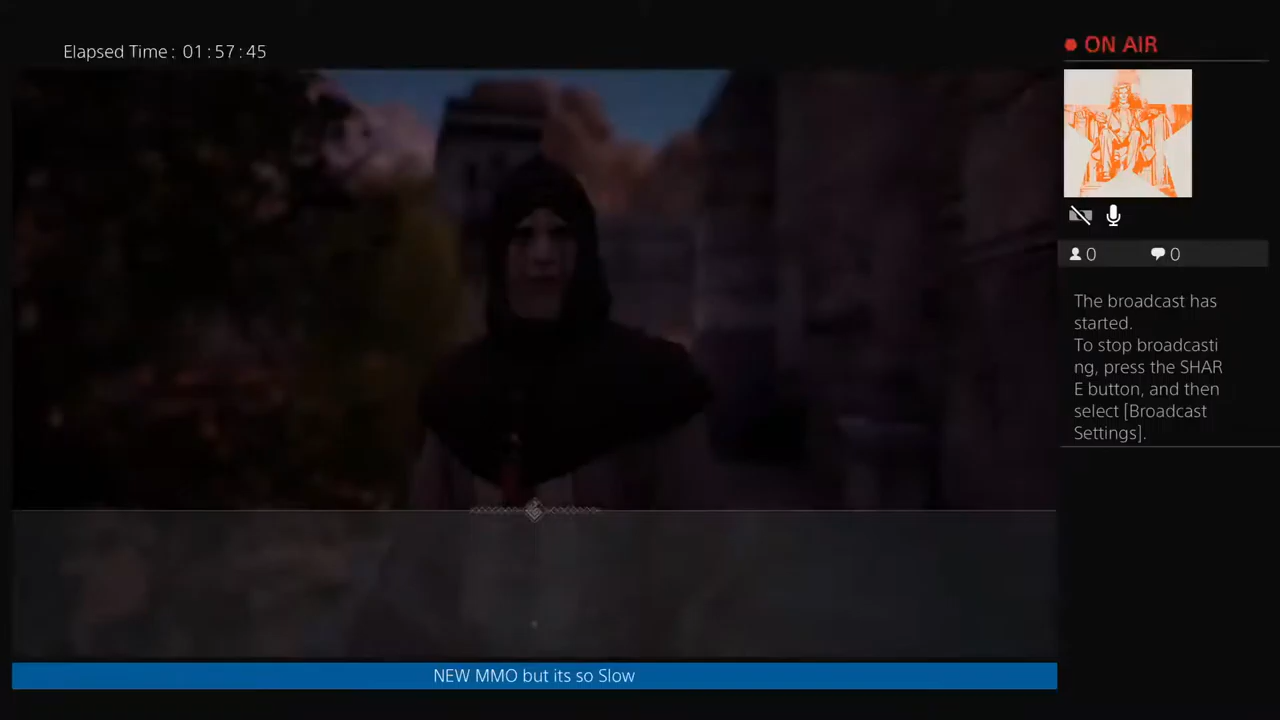 Elapsed Time: 01:57:45
ON AIR
0
0
The broadcast has
started.
To stop broadcasti
ng, press the SHAR
E button, and then
select [Broadcast
Settings].
NEW MMO but its so Slow